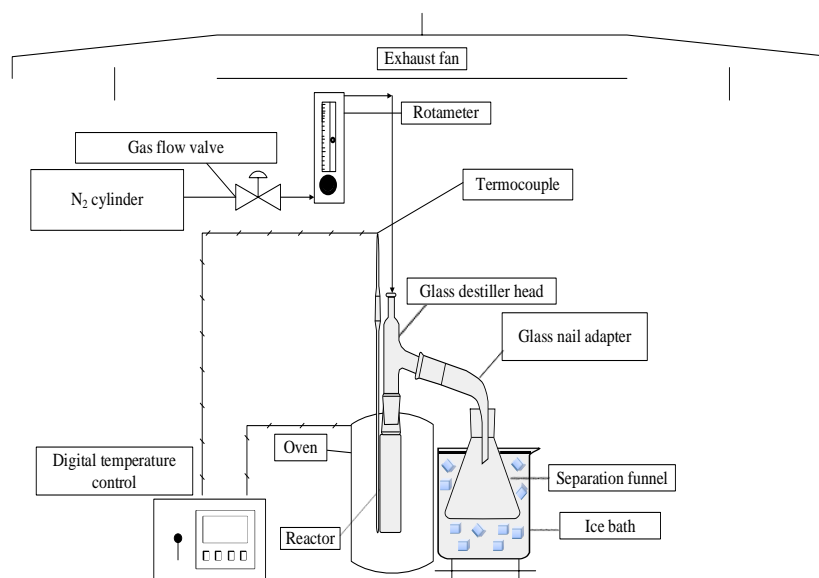 Exhaust fan
Rotameter
Gas flow valve
N₂ cylinder
Termocouple
Glass destiller head
Glass nail adapter
Digital temperature
control
Oven
Separation funnel
Reactor
Ice bath